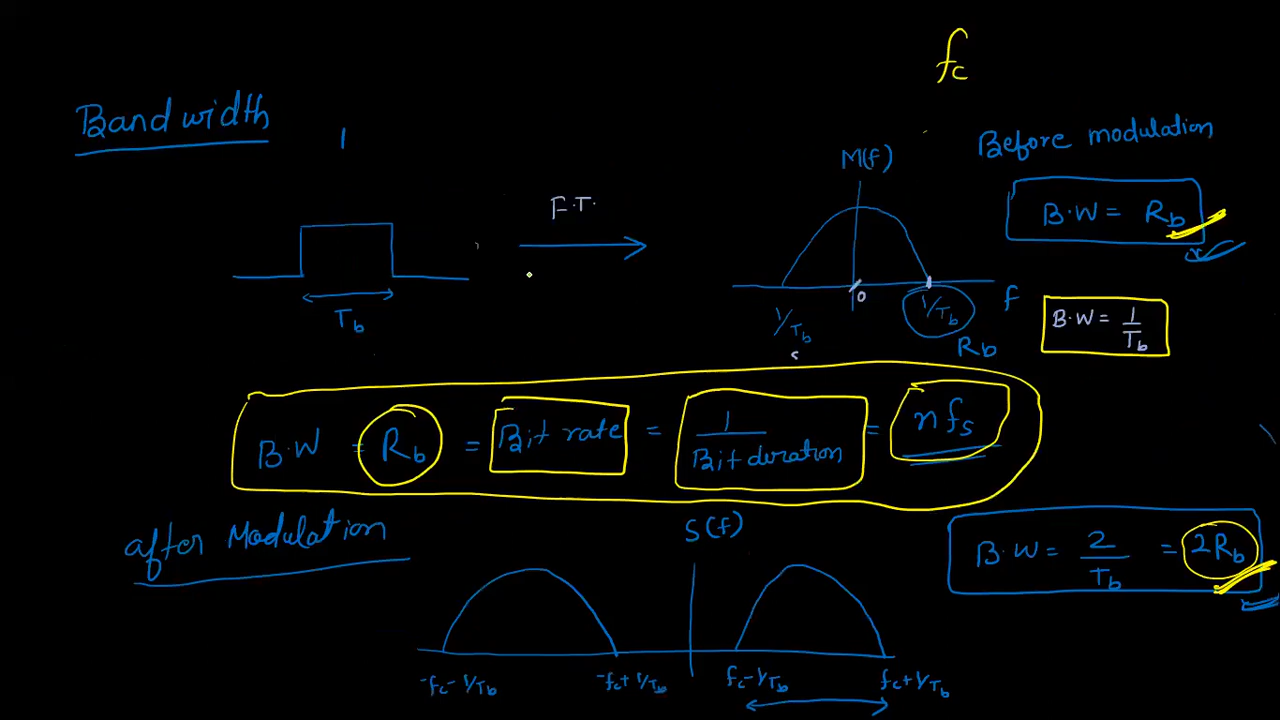 fc
Bandwidth
1
Before modulation
M(f)
B.W = Rb
F.T.
Tb
0
1/Tb
1/Tb
f
Rb
B.W = 1/Tb
B.W = Rb = Bit rate = 1/Bit duration = nfs
after Modulation
S(f)
B.W = 2/Tb = 2Rb
-fc-1/Tb
-fc+1/Tb
fc-1/Tb
fc+1/Tb